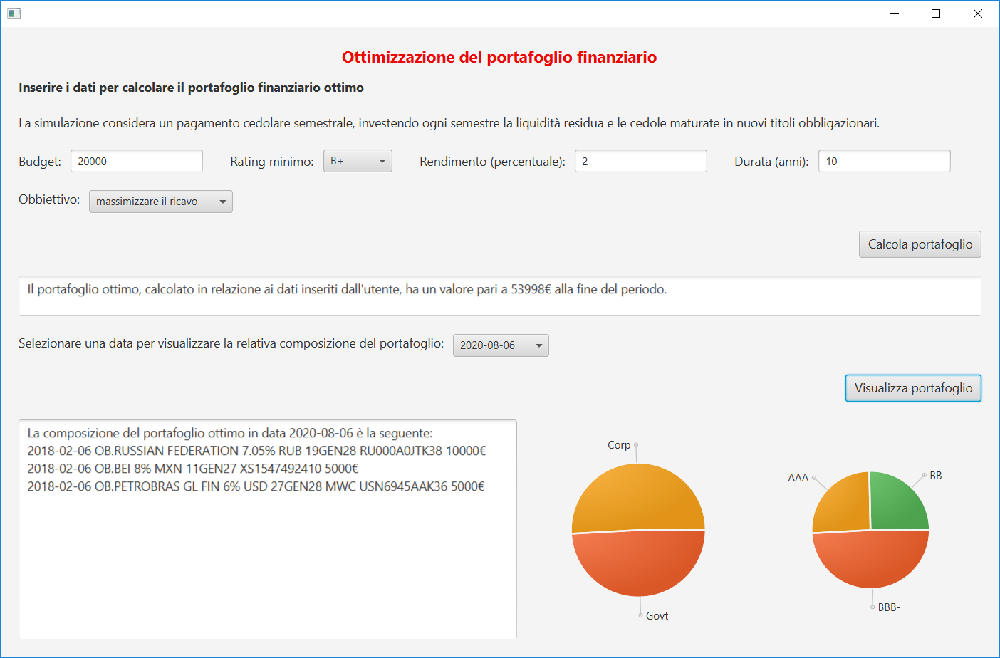 Ottimizzazione del portafoglio finanziario
Inserire i dati per calcolare il portafoglio finanziario ottimo
La simulazione considera un pagamento cedolare semestrale, investendo ogni semestre la liquidità residua e le cedole maturate in nuovi titoli obbligazionari.
Budget: 20000 Rating minimo: B+ Rendimento (percentuale): 2 Durata (anni): 10
Obbiettivo: massimizzare il ricavo
Calcola portafoglio
Il portafoglio ottimo, calcolato in relazione ai dati inseriti dall'utente, ha un valore pari a 53998€ alla fine del periodo.
Selezionare una data per visualizzare la relativa composizione del portafoglio: 2020-08-06
Visualizza portafoglio
La composizione del portafoglio ottimo in data 2020-08-06 è la seguente:
2018-02-06 OB.RUSSIAN FEDERATION 7.05% RUB 19GEN28 RU000A0JTK38 10000€
2018-02-06 OB.BEI 8% MXN 11GEN27 XS1547492410 5000€
2018-02-06 OB.PETROBRAS GL FIN 6% USD 27GEN28 MWC USN6945AAK36 5000€
Corp
Govt
AAA
BB-
BBB-